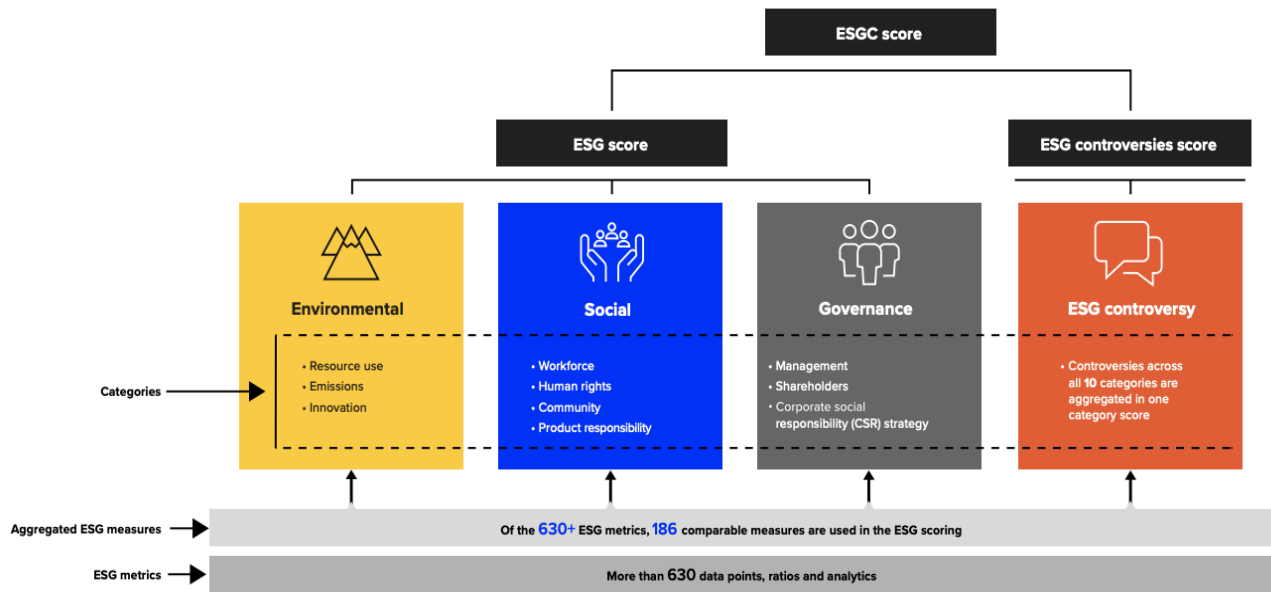 ESGC score
ESG score
ESG controversies score
Environmental
Social
Governance
ESG controversy
Categories
• Resource use
• Emissions
• Innovation
• Workforce
• Human rights
• Community
• Product responsibility
• Management
• Shareholders
• Corporate social
responsibility (CSR) strategy
• Controversies across
all 10 categories are
aggregated in one
category score
Aggregated ESG measures
Of the 630+ ESG metrics, 186 comparable measures are used in the ESG scoring
ESG metrics
More than 630 data points, ratios and analytics